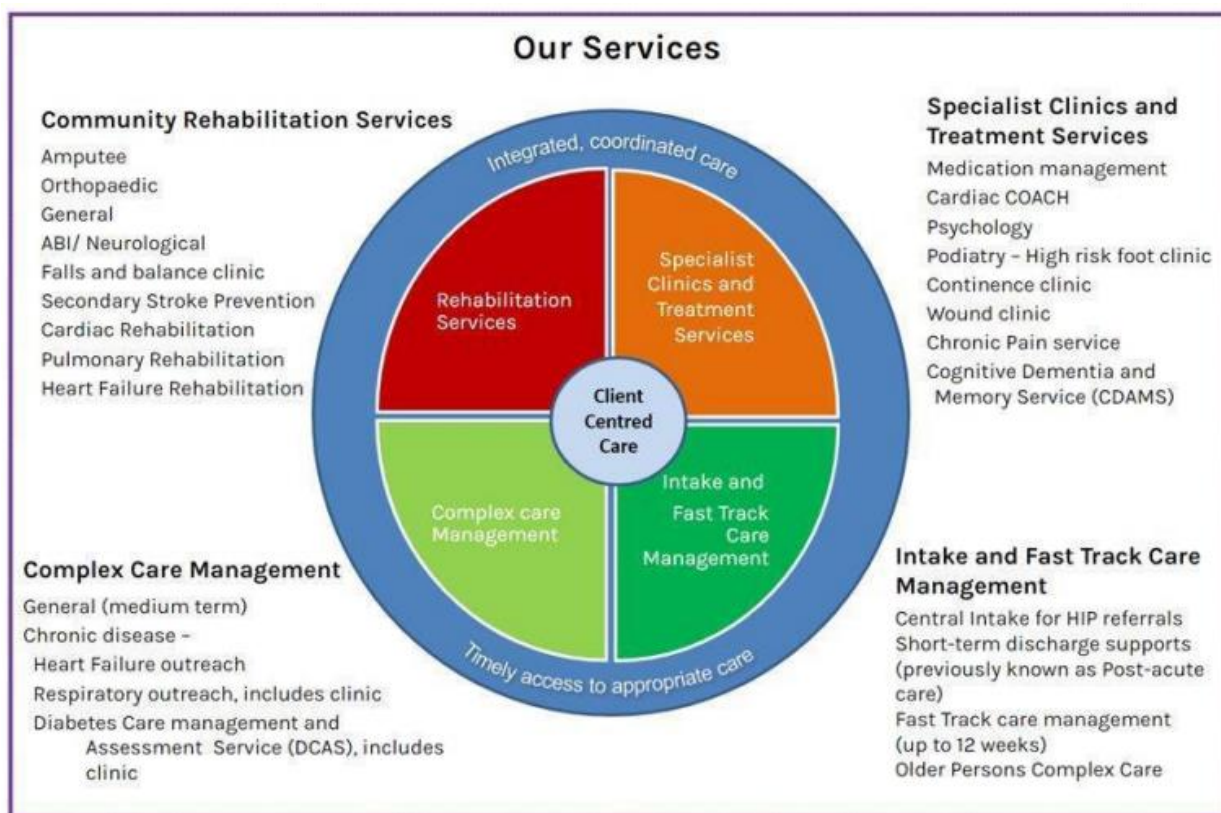 Our Services
Community Rehabilitation Services
Amputee
Orthopaedic
General
ABI/ Neurological
Falls and balance clinic
Secondary Stroke Prevention
Cardiac Rehabilitation
Pulmonary Rehabilitation
Heart Failure Rehabilitation
Specialist Clinics and
Treatment Services
Medication management
Cardiac COACH
Psychology
Podiatry – High risk foot clinic
Continence clinic
Wound clinic
Chronic Pain service
Cognitive Dementia and
Memory Service (CDAMS)
Integrated, coordinated care
Rehabilitation
Services
Specialist
Clinics and
Treatment
Services
Client
Centred
Care
Complex care
Management
Intake and
Fast Track
Care
Management
Timely access to appropriate care
Complex Care Management
General (medium term)
Chronic disease –
Heart Failure outreach
Respiratory outreach, includes clinic
Diabetes Care management and
Assessment Service (DCAS), includes
clinic
Intake and Fast Track Care
Management
Central Intake for HIP referrals
Short-term discharge supports
(previously known as Post-acute
care)
Fast Track care management
(up to 12 weeks)
Older Persons Complex Care